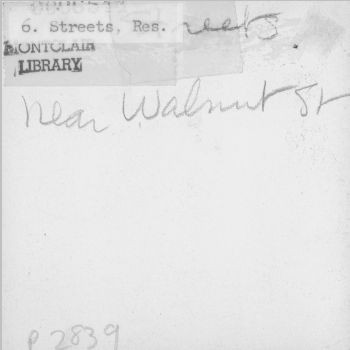 6. Streets, Res.
MONTCLAIR
LIBRARY
near Walnut St
P 2839